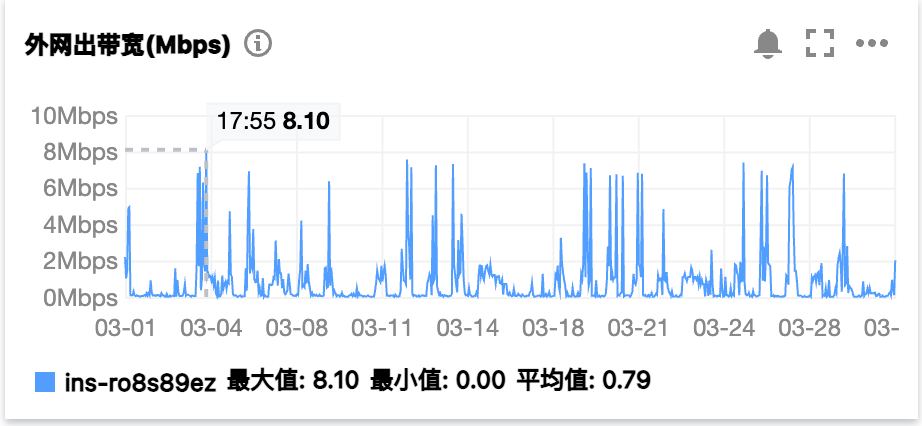 外网出带宽(Mbps)
10Mbps
17:55 8.10
8Mbps
6Mbps
4Mbps
2Mbps
0Mbps
03-01 03-04 03-08 03-11 03-14 03-18 03-21 03-24 03-28 03-
ins-ro8s89ez 最大值: 8.10 最小值: 0.00 平均值: 0.79